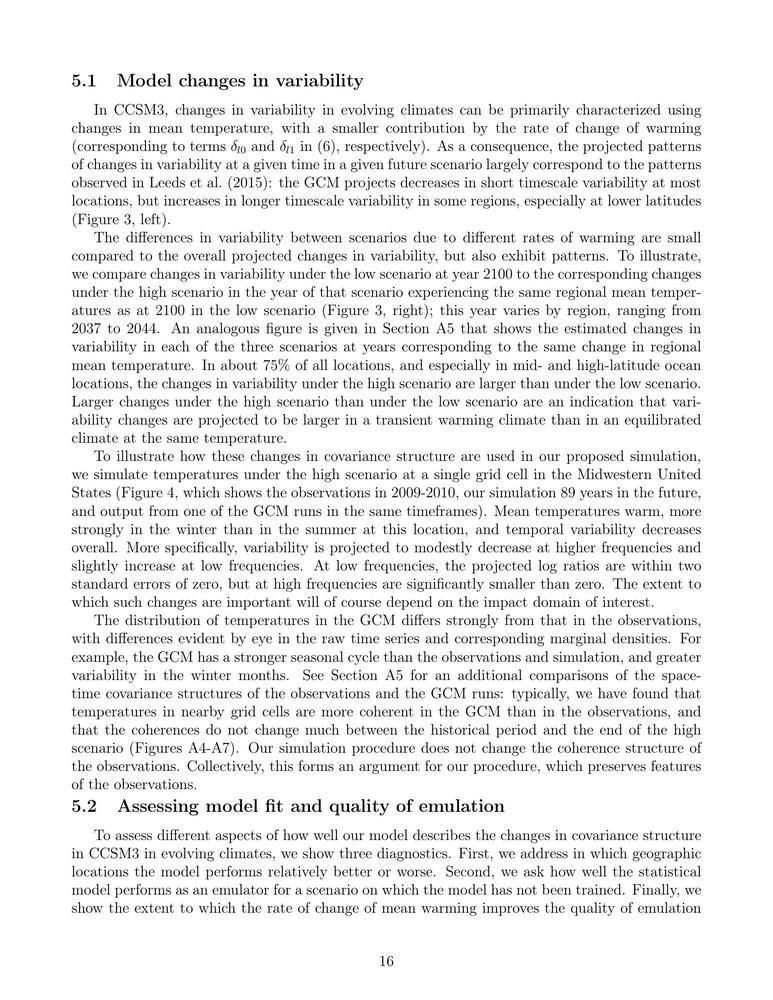 5.1 Model changes in variability
In CCSM3, changes in variability in evolving climates can be primarily characterized using
changes in mean temperature, with a smaller contribution by the rate of change of warming
(corresponding to terms δl0 and δl1 in (6), respectively). As a consequence, the projected patterns
of changes in variability at a given time in a given future scenario largely correspond to the patterns
observed in Leeds et al. (2015): the GCM projects decreases in short timescale variability at most
locations, but increases in longer timescale variability in some regions, especially at lower latitudes
(Figure 3, left).
The differences in variability between scenarios due to different rates of warming are small
compared to the overall projected changes in variability, but also exhibit patterns. To illustrate,
we compare changes in variability under the low scenario at year 2100 to the corresponding changes
under the high scenario in the year of that scenario experiencing the same regional mean temper-
atures as at 2100 in the low scenario (Figure 3, right); this year varies by region, ranging from
2037 to 2044. An analogous figure is given in Section A5 that shows the estimated changes in
variability in each of the three scenarios at years corresponding to the same change in regional
mean temperature. In about 75% of all locations, and especially in mid- and high-latitude ocean
locations, the changes in variability under the high scenario are larger than under the low scenario.
Larger changes under the high scenario than under the low scenario are an indication that vari-
ability changes are projected to be larger in a transient warming climate than in an equilibrated
climate at the same temperature.
To illustrate how these changes in covariance structure are used in our proposed simulation,
we simulate temperatures under the high scenario at a single grid cell in the Midwestern United
States (Figure 4, which shows the observations in 2009-2010, our simulation 89 years in the future,
and output from one of the GCM runs in the same timeframes). Mean temperatures warm, more
strongly in the winter than in the summer at this location, and temporal variability decreases
overall. More specifically, variability is projected to modestly decrease at higher frequencies and
slightly increase at low frequencies. At low frequencies, the projected log ratios are within two
standard errors of zero, but at high frequencies are significantly smaller than zero. The extent to
which such changes are important will of course depend on the impact domain of interest.
The distribution of temperatures in the GCM differs strongly from that in the observations,
with differences evident by eye in the raw time series and corresponding marginal densities. For
example, the GCM has a stronger seasonal cycle than the observations and simulation, and greater
variability in the winter months. See Section A5 for an additional comparisons of the space-
time covariance structures of the observations and the GCM runs: typically, we have found that
temperatures in nearby grid cells are more coherent in the GCM than in the observations, and
that the coherences do not change much between the historical period and the end of the high
scenario (Figures A4-A7). Our simulation procedure does not change the coherence structure of
the observations. Collectively, this forms an argument for our procedure, which preserves features
of the observations.
5.2 Assessing model fit and quality of emulation
To assess different aspects of how well our model describes the changes in covariance structure
in CCSM3 in evolving climates, we show three diagnostics. First, we address in which geographic
locations the model performs relatively better or worse. Second, we ask how well the statistical
model performs as an emulator for a scenario on which the model has not been trained. Finally, we
show the extent to which the rate of change of mean warming improves the quality of emulation
16